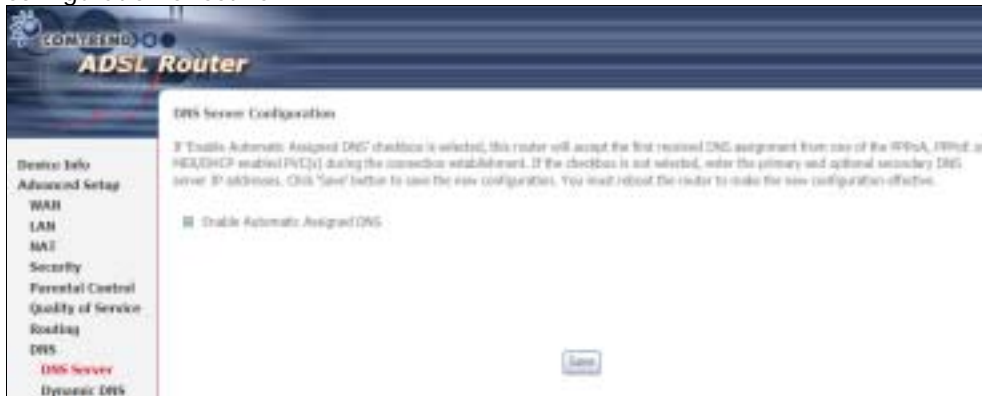 COMTREND
ADSL Router
DNS Server Configuration
If 'Enable Automatic Assigned DNS' checkbox is selected, this router will accept the first received DNS assignment from one of the PPPoA, PPPoE or
MER/DHCP enabled PVC(s) during the connection establishment. If the checkbox is not selected, enter the primary and optional secondary DNS
server IP addresses. Click 'Save' button to save the new configuration. You must reboot the router to make the new configuration effective.
Enable Automatic Assigned DNS
Save
Device Info
Advanced Setup
WAN
LAN
NAT
Security
Parental Control
Quality of Service
Routing
DNS
DNS Server
Dynamic DNS